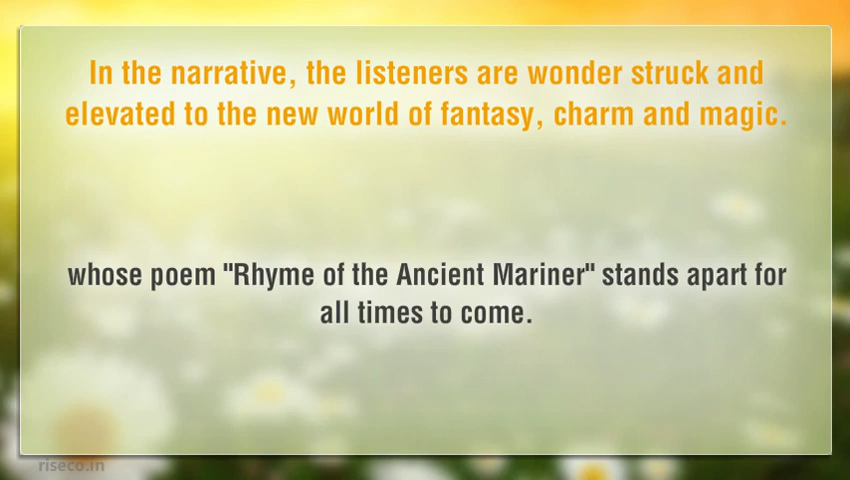 In the narrative, the listeners are wonder struck and
elevated to the new world of fantasy, charm and magic.
whose poem "Rhyme of the Ancient Mariner" stands apart for
all times to come.
riseco.in